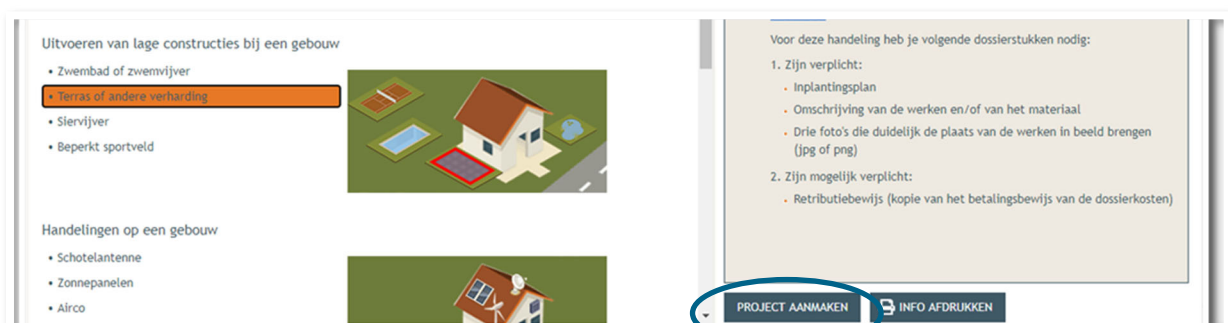 Uitvoeren van lage constructies bij een gebouw
• Zwembad of zwemvijver
• Terras of andere verharding
• Siervijver
• Beperkt sportveld
Handelingen op een gebouw
• Schotelantenne
• Zonnepanelen
• Airco
Voor deze handeling heb je volgende dossierstukken nodig:
1. Zijn verplicht:
• Inplantingsplan
• Omschrijving van de werken en/of van het materiaal
• Drie foto's die duidelijk de plaats van de werken in beeld brengen
(jpg of png)
2. Zijn mogelijk verplicht:
• Retributiebewijs (kopie van het betalingsbewijs van de dossierkosten)
PROJECT AANMAKEN
INFO AFDRUKKEN